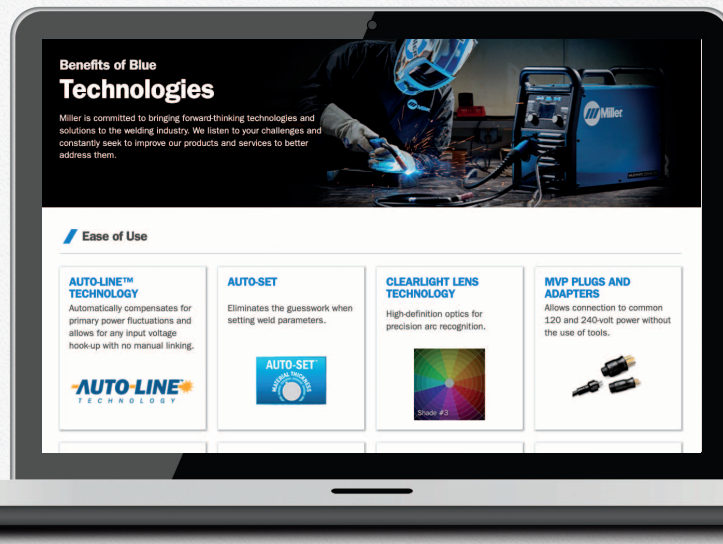 Benefits of Blue
Technologies
Miller is committed to bringing forward-thinking technologies and
solutions to the welding industry. We listen to your challenges and
constantly seek to improve our products and services to better
address them.
Miller
Miller
Ease of Use
AUTO-LINE™
TECHNOLOGY
Automatically compensates for
primary power fluctuations and
allows for any input voltage
hook-up with no manual linking.
AUTO-LINE
TECHNOLOGY
AUTO-SET
Eliminates the guesswork when
setting weld parameters.
AUTO-SET™
MATERIAL THICKNESS
CLEARLIGHT LENS
TECHNOLOGY
High-definition optics for
precision arc recognition.
Shade #3
MVP PLUGS AND
ADAPTERS
Allows connection to common
120 and 240-volt power without
the use of tools.